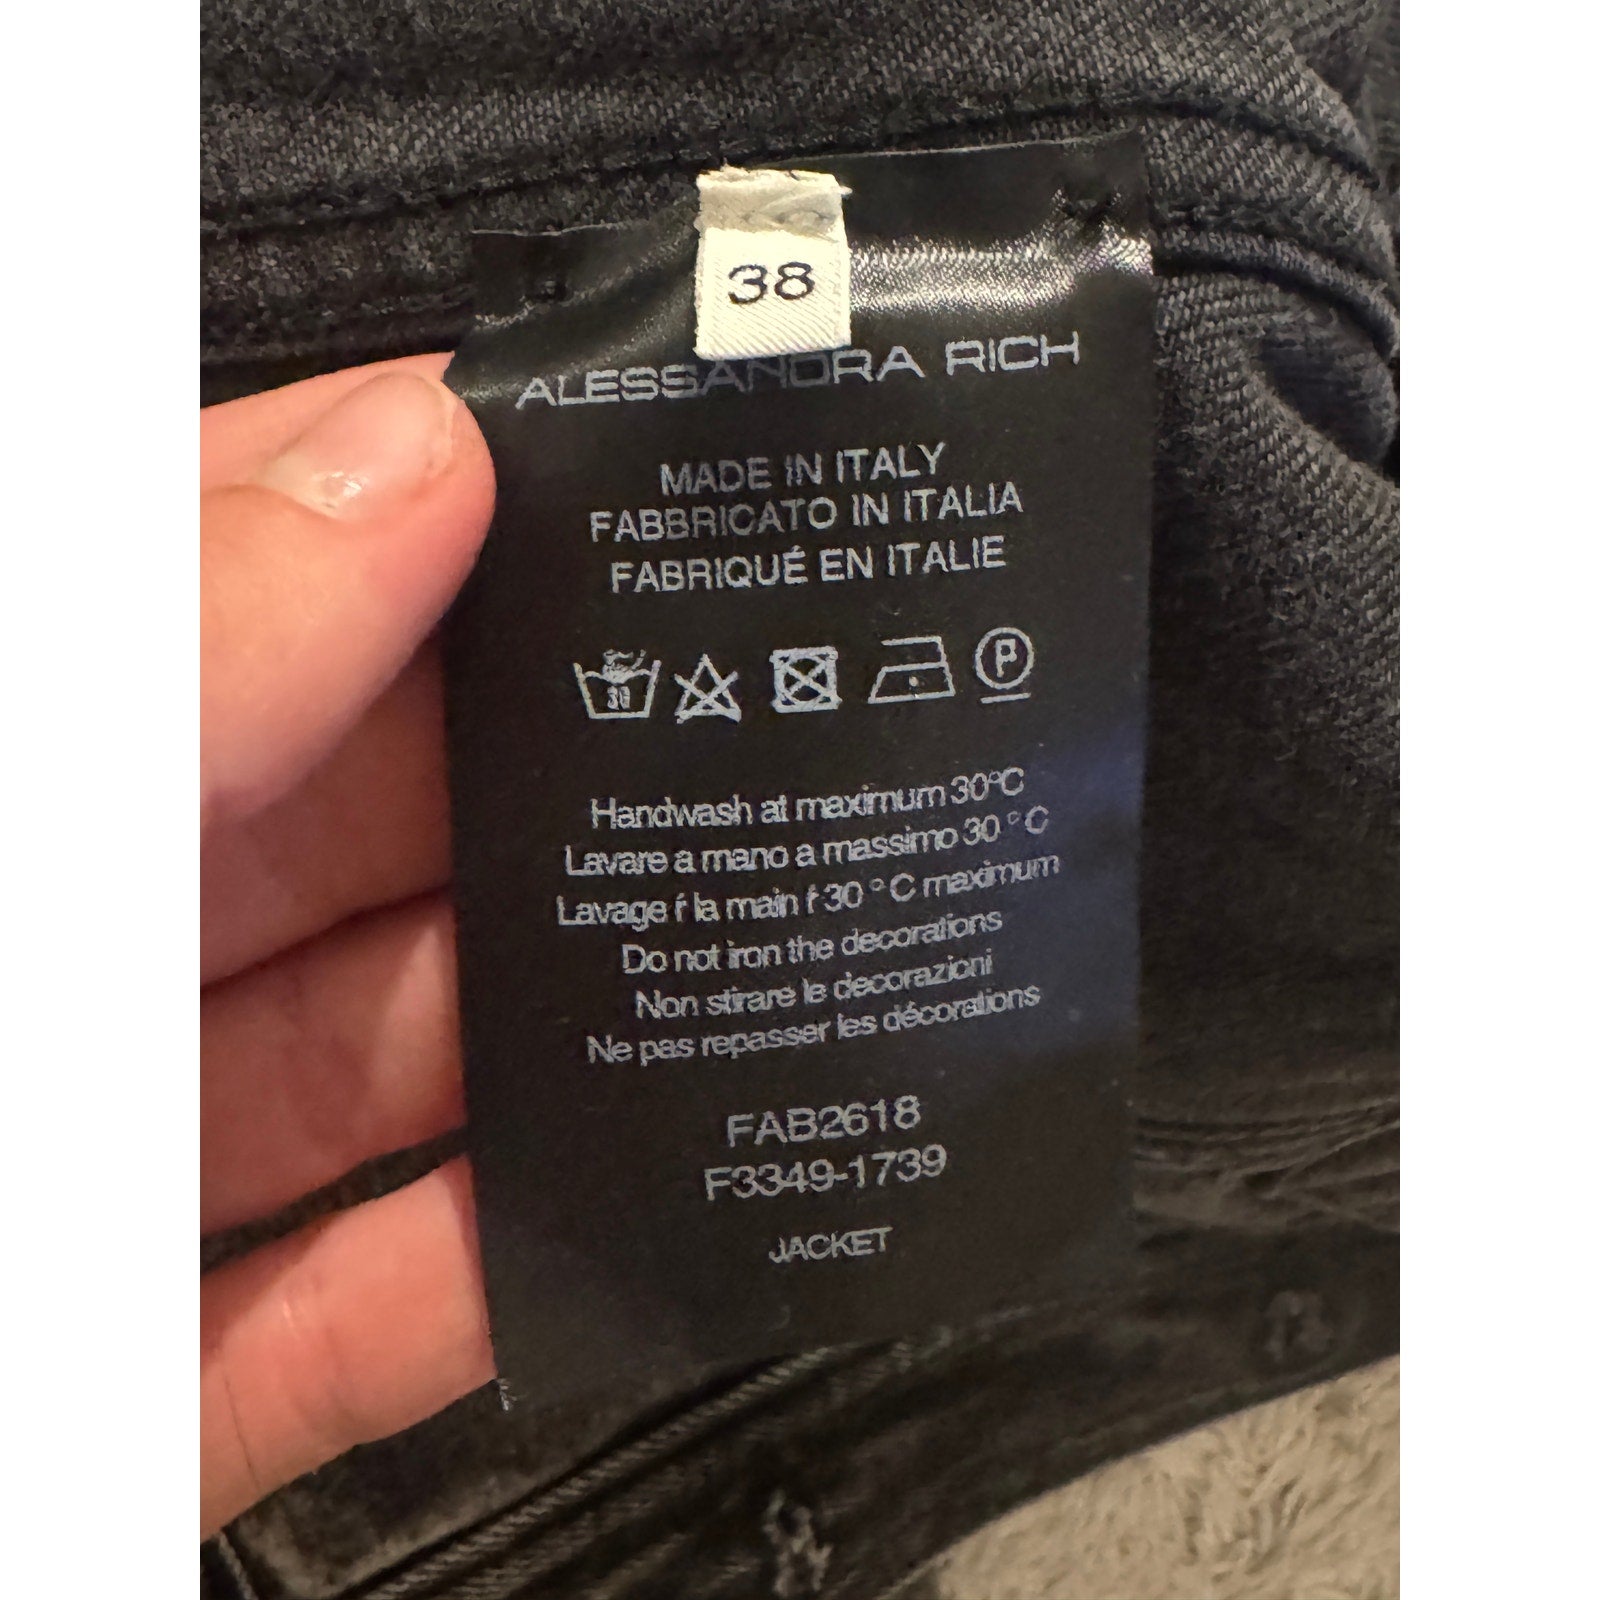 38
ALESSANDRA RICH
MADE IN ITALY
FABBRICATO IN ITALIA
FABRIQUÉ EN ITALIE
30
P
Handwash at maximum 30°C
Lavare a mano a massimo 30 °C
Lavage ŕ la main ŕ 30 °C maximum
Do not iron the decorations
Non stirare le decorazioni
Ne pas repasser les décorations
FAB2618
F3349-1739
JACKET